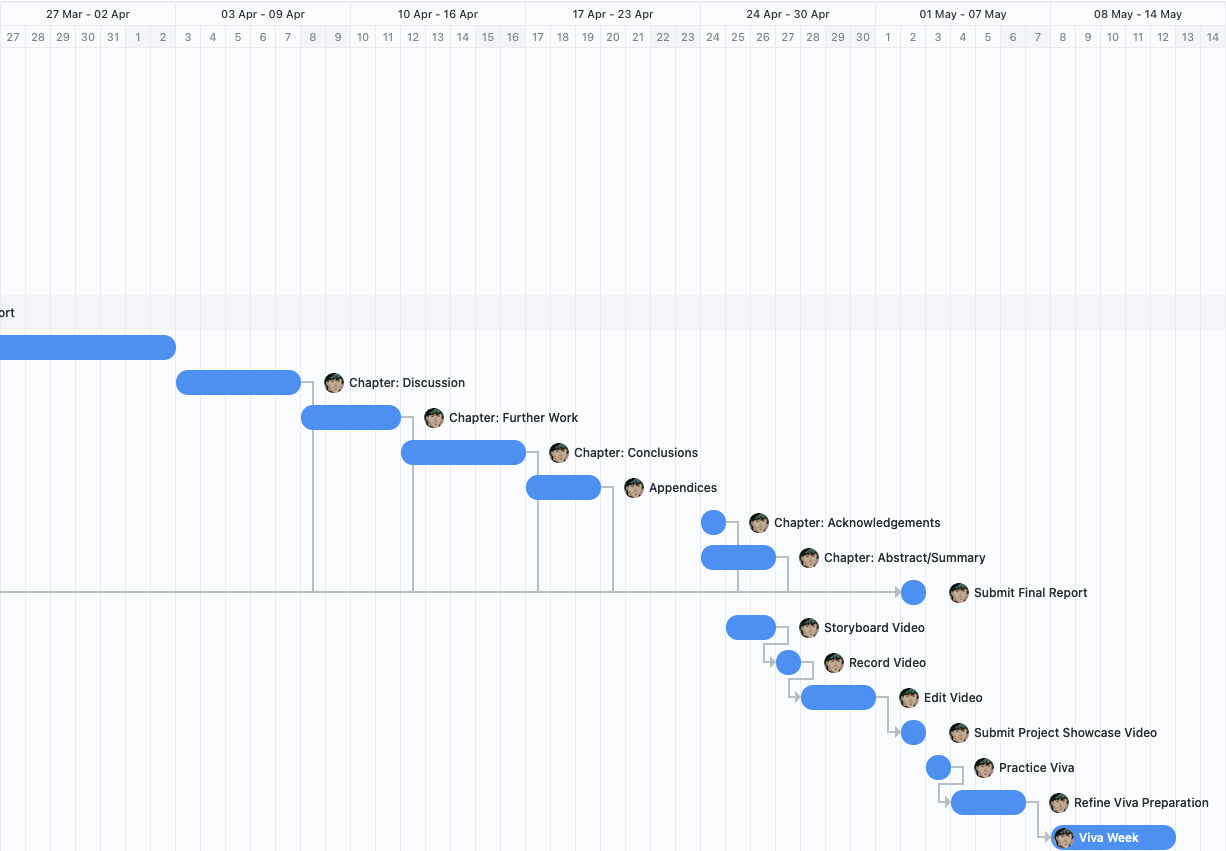 27 Mar - 02 Apr 03 Apr - 09 Apr 10 Apr - 16 Apr 17 Apr - 23 Apr 24 Apr - 30 Apr 01 May - 07 May 08 May - 14 May
27 28 29 30 31 1 2 3 4 5 6 7 8 9 10 11 12 13 14 15 16 17 18 19 20 21 22 23 24 25 26 27 28 29 30 1 2 3 4 5 6 7 8 9 10 11 12 13 14
ort
Chapter: Discussion
Chapter: Further Work
Chapter: Conclusions
Appendices
Chapter: Acknowledgements
Chapter: Abstract/Summary
Submit Final Report
Storyboard Video
Record Video
Edit Video
Submit Project Showcase Video
Practice Viva
Refine Viva Preparation
Viva Week